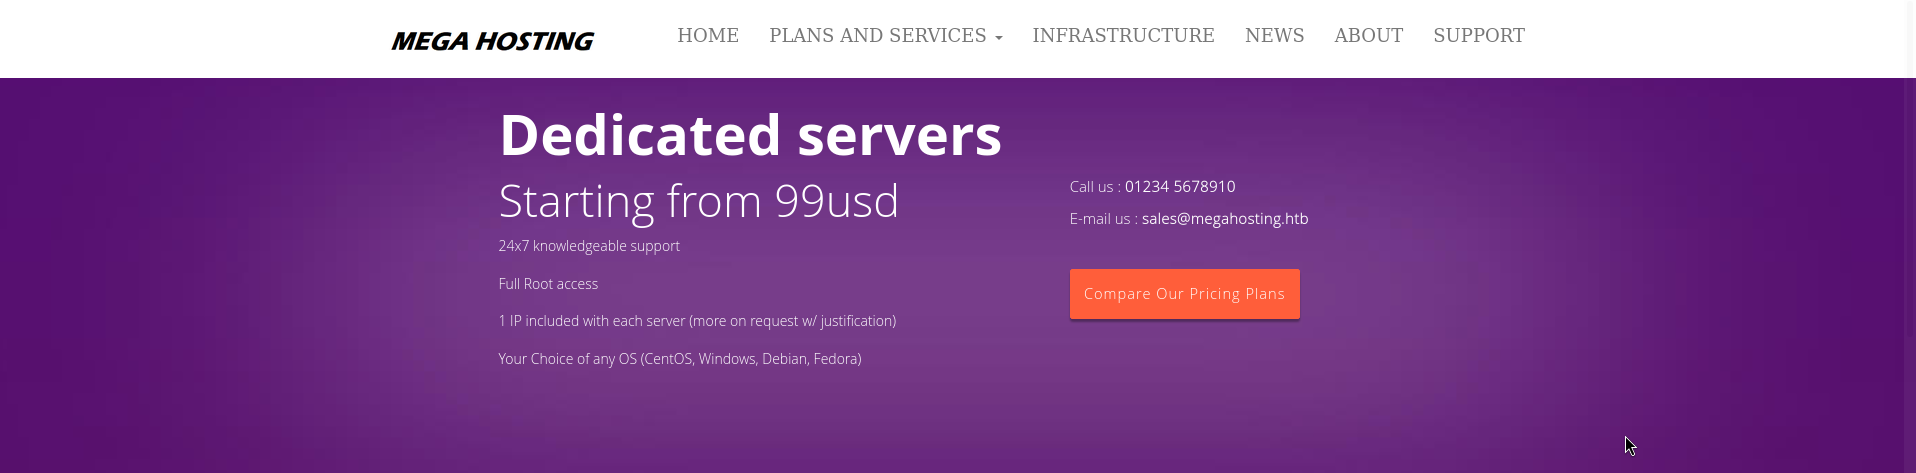 MEGA HOSTING
HOME PLANS AND SERVICES INFRASTRUCTURE NEWS ABOUT SUPPORT
Dedicated servers
Starting from 99usd
24x7 knowledgeable support
Full Root access
1 IP included with each server (more on request w/ justification)
Your Choice of any OS (CentOS, Windows, Debian, Fedora)
Call us : 01234 5678910
E-mail us : sales@megahosting.htb
Compare Our Pricing Plans